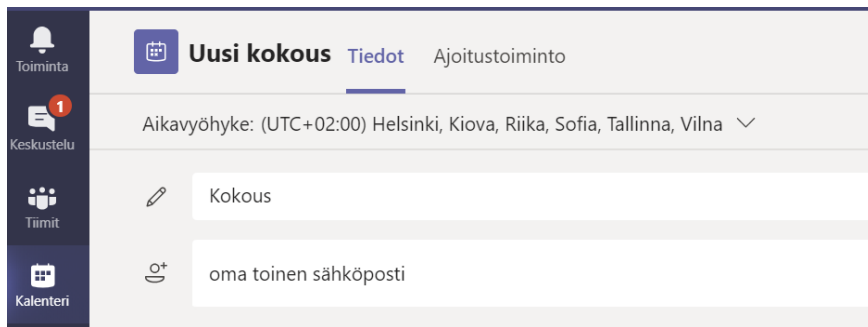 Toiminta
1
Keskustelu
Tiimit
Kalenteri
Uusi kokous Tiedot Ajoitustoiminto
Aikavyöhyke: (UTC+02:00) Helsinki, Kiova, Riika, Sofia, Tallinna, Vilna
Kokous
oma toinen sähköposti